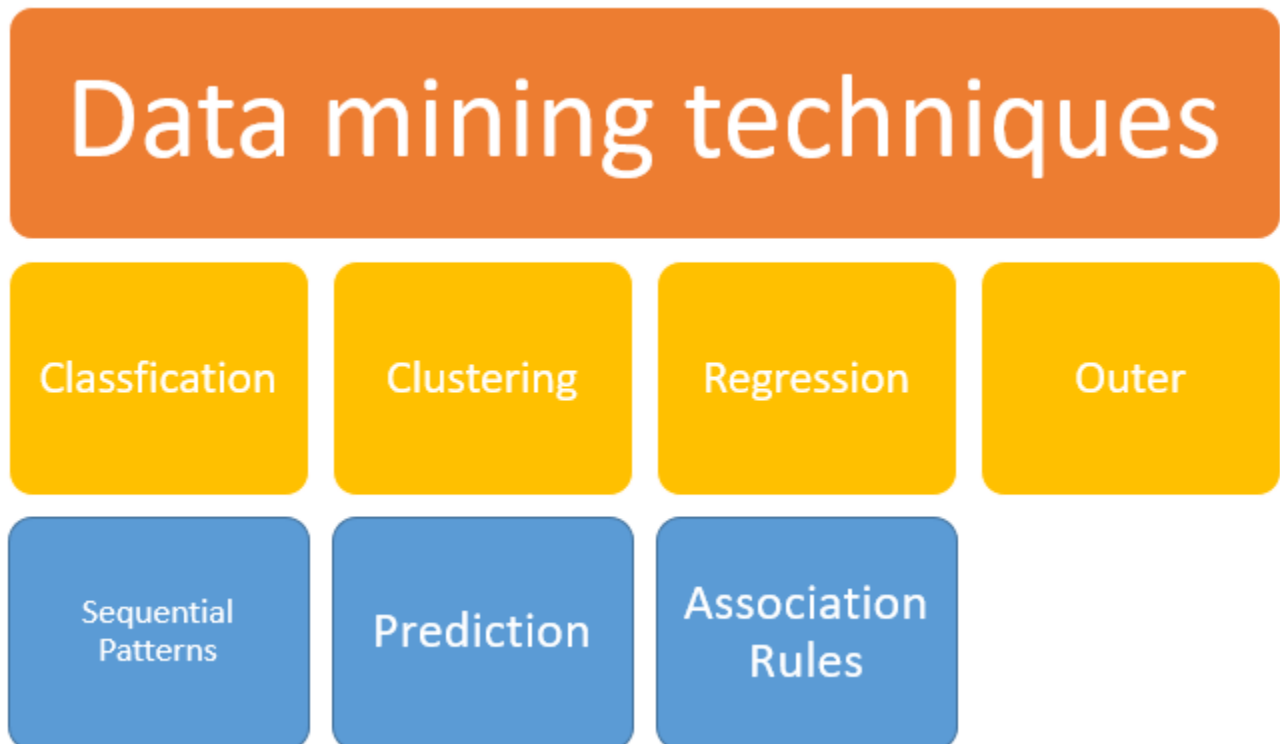 Data mining techniques
Classfication
Clustering
Regression
Outer
Sequential
Patterns
Prediction
Association
Rules